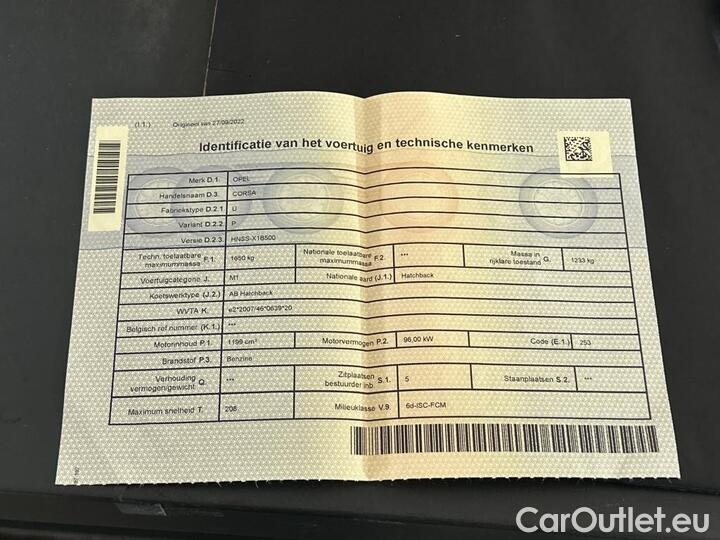 (I.1.) Origineel van 27/09/2022
Identificatie van het voertuig en technische kenmerken
Merk D.1. OPEL
Handelsnaam D.3. CORSA
Fabriekstype D.2.1 U
Variant D.2.2 P
Versie D.2.3. HNSS-X1B500
Techn. toelaatbare maximummassa F.1. 1650 kg Nationale toelaatbare maximummassa F.2. *** Massa in rijklare toestand G. 1233 kg
Voertuigcategorie J. M1 Nationale aard (J.1.) Hatchback
Koetswerktype (J.2.) AB Hatchback
WVTA K. e2*2007/46*0639*20
Belgisch ref nummer (K.1.) ***
Motorinhoud P.1. 1199 cm³ Motorvermogen P.2. 96,00 kW Code (E.1.) 253
Brandstof P.3. Benzine
Verhouding vermogen/gewicht Q. *** Zitplaatsen bestuurder inb. S.1. 5 Staanplaatsen S.2. ***
Maximum snelheid T. 208 Milieuklasse V.9. 6d-ISC-FCM
CarOutlet.eu